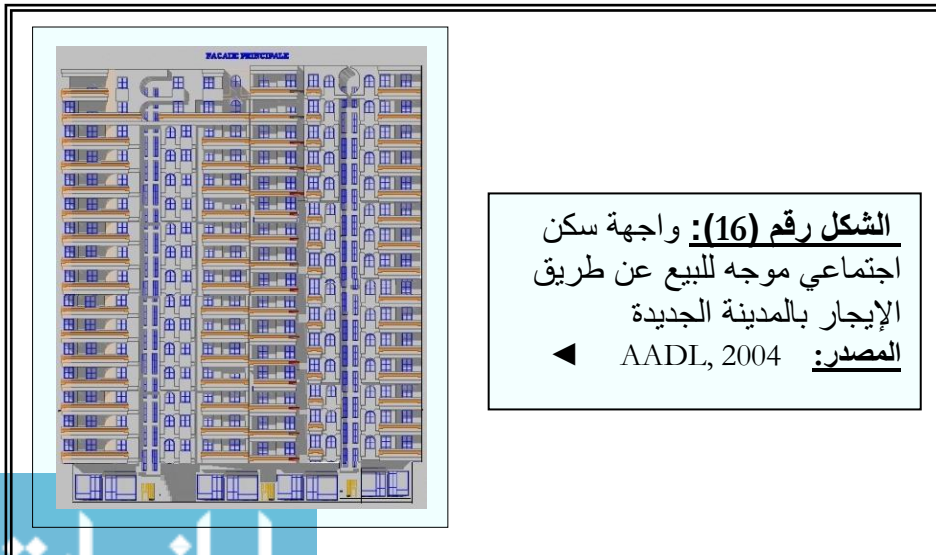 FACADE PRINCIPALE
الشكل رقم (16): واجهة سكن
اجتماعي موجه للبيع عن طريق
الإيجار بالمدينة الجديدة
المصدر: AADL, 2004 ◄